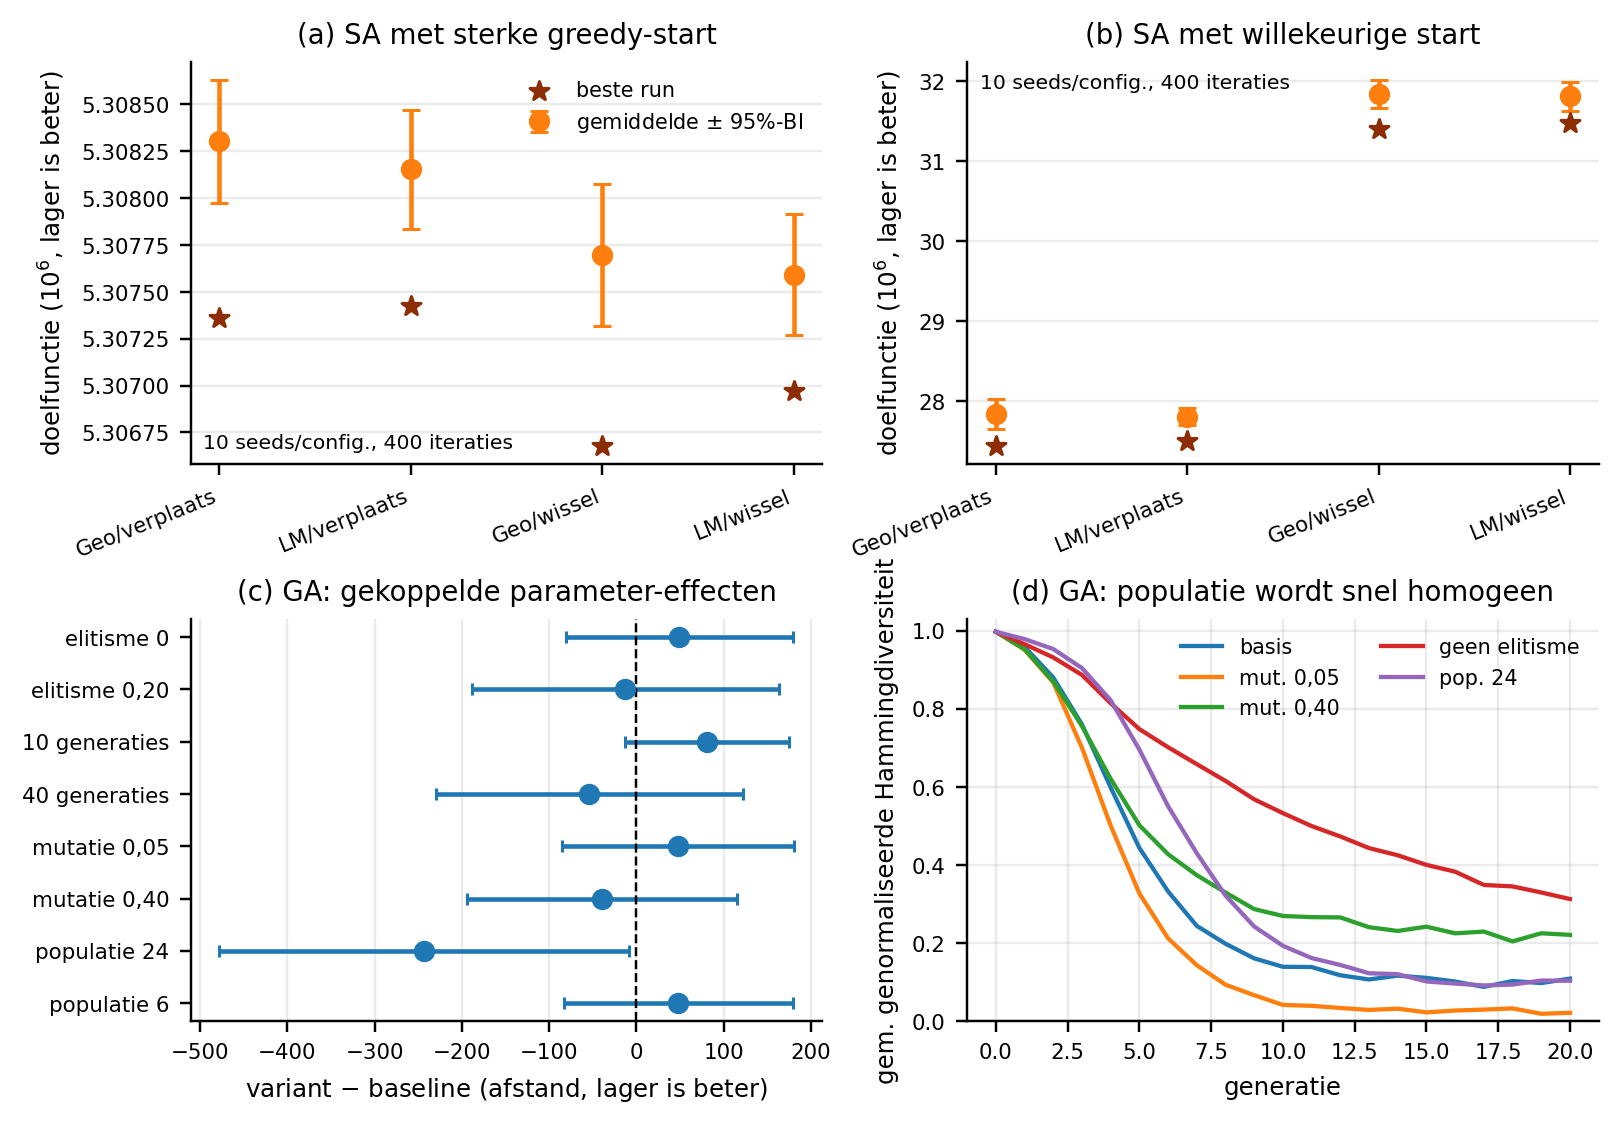 (a) SA met sterke greedy-start
doelfunctie (10⁶, lager is beter)
5.30850
5.30825
5.30800
5.30775
5.30750
5.30725
5.30700
5.30675
beste run
gemiddelde ± 95%-BI
10 seeds/config., 400 iteraties
Geo/verplaats
LM/verplaats
Geo/wissel
LM/wissel
(b) SA met willekeurige start
doelfunctie (10⁶, lager is beter)
32
31
30
29
28
10 seeds/config., 400 iteraties
Geo/verplaats
LM/verplaats
Geo/wissel
LM/wissel
(c) GA: gekoppelde parameter-effecten
elitisme 0
elitisme 0,20
10 generaties
40 generaties
mutatie 0,05
mutatie 0,40
populatie 24
populatie 6
−500 −400 −300 −200 −100 0 100 200
variant − baseline (afstand, lager is beter)
(d) GA: populatie wordt snel homogeen
gem. genormaliseerde Hammingdiversiteit
1.0
0.8
0.6
0.4
0.2
0.0
basis
mut. 0,05
mut. 0,40
geen elitisme
pop. 24
0.0 2.5 5.0 7.5 10.0 12.5 15.0 17.5 20.0
generatie